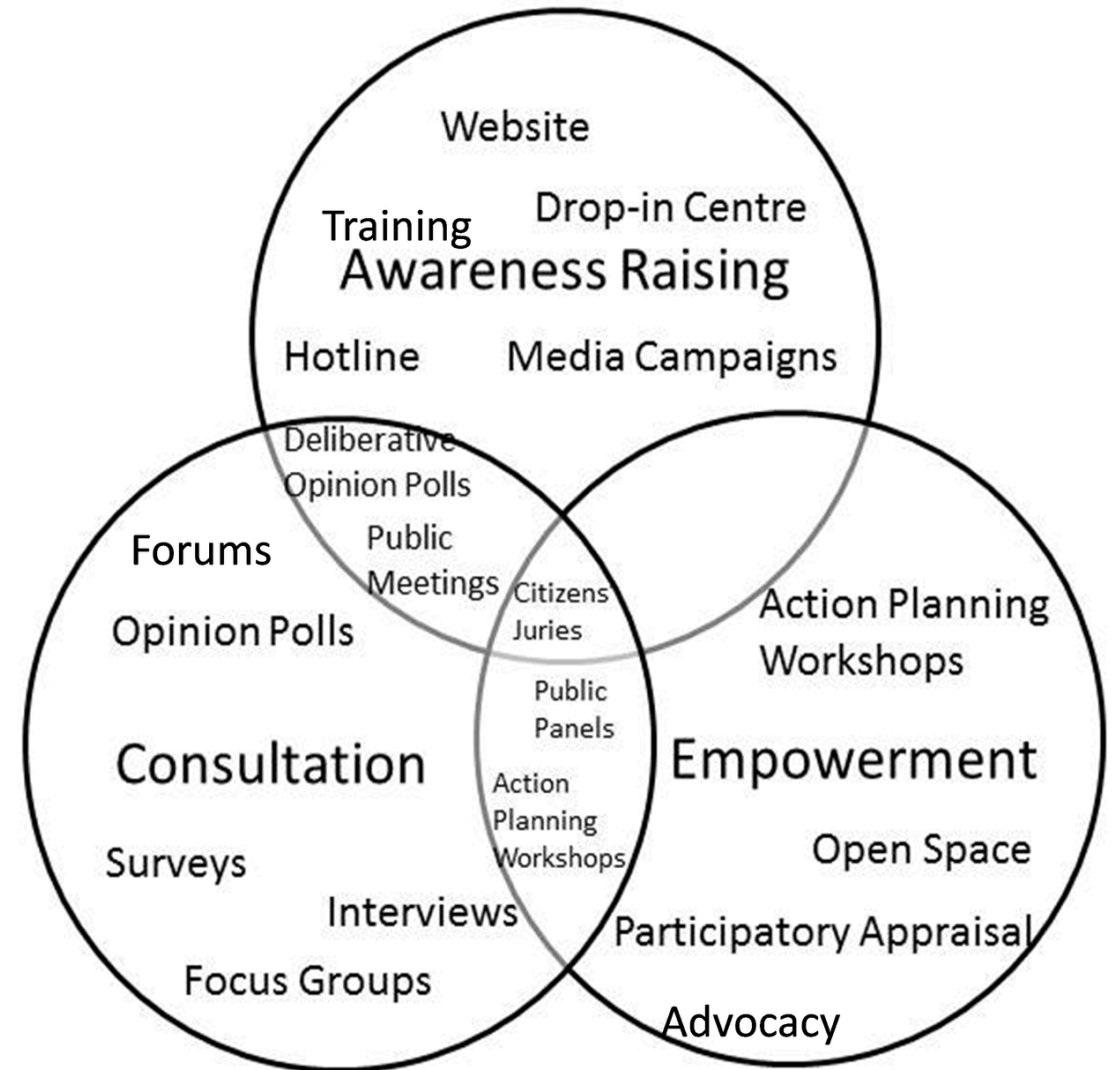 Website
Drop-in Centre
Training
Awareness Raising
Hotline
Media Campaigns
Deliberative
Opinion Polls
Public
Meetings
Citizens'
Juries
Forums
Opinion Polls
Consultation
Surveys
Interviews
Focus Groups
Public
Panels
Action
Planning
Workshops
Action Planning
Workshops
Empowerment
Open Space
Participatory Appraisal
Advocacy